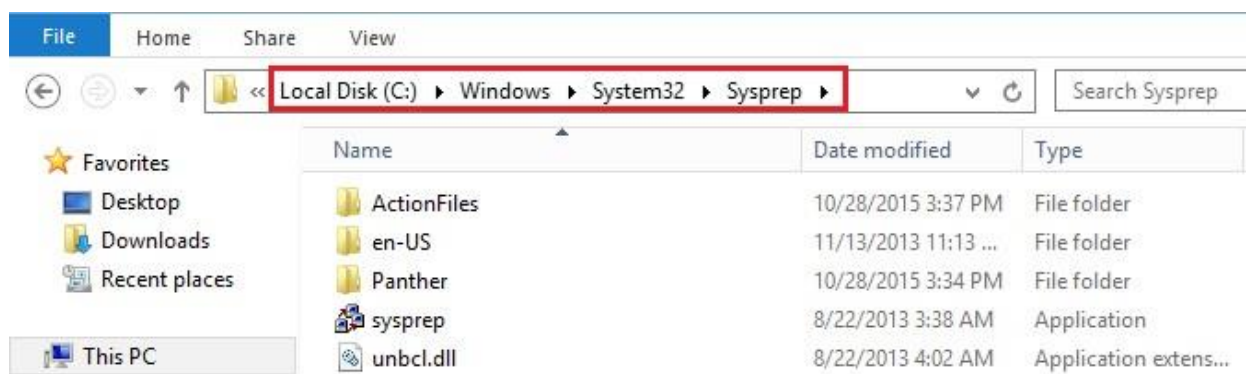 File Home Share View
« Local Disk (C:) Windows System32 Sysprep Search Sysprep
Name Date modified Type
Favorites
Desktop ActionFiles 10/28/2015 3:37 PM File folder
Downloads en-US 11/13/2013 11:13 ... File folder
Recent places Panther 10/28/2015 3:34 PM File folder
sysprep 8/22/2013 3:38 AM Application
This PC unbcl.dll 8/22/2013 4:02 AM Application extens...